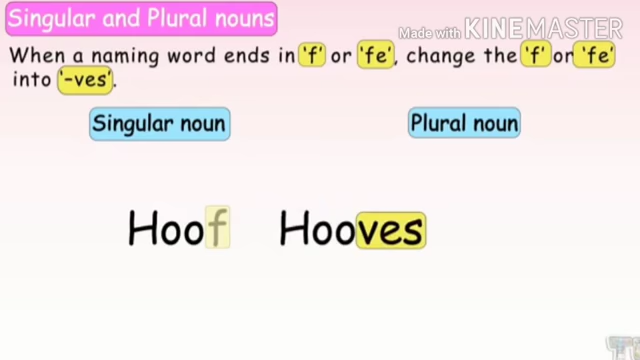 Singular and Plural nouns
Made with KINEMASTER
When a naming word ends in 'f' or 'fe', change the 'f' or 'fe'
into '-ves'.
Singular noun Plural noun
Hoof Hooves